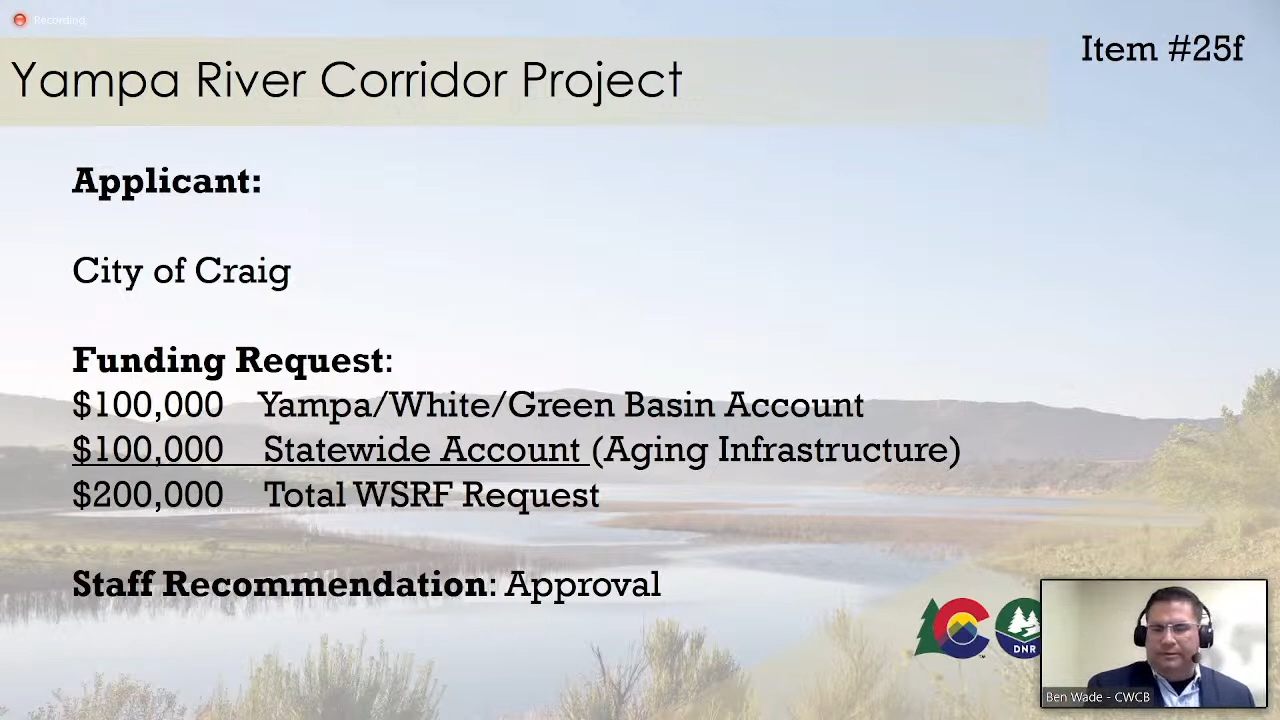 Recording
Item #25f
Yampa River Corridor Project
Applicant:
City of Craig
Funding Request:
$100,000 Yampa/White/Green Basin Account
$100,000 Statewide Account (Aging Infrastructure)
$200,000 Total WSRF Request
Staff Recommendation: Approval
DNR
Ben Wade - CWCB